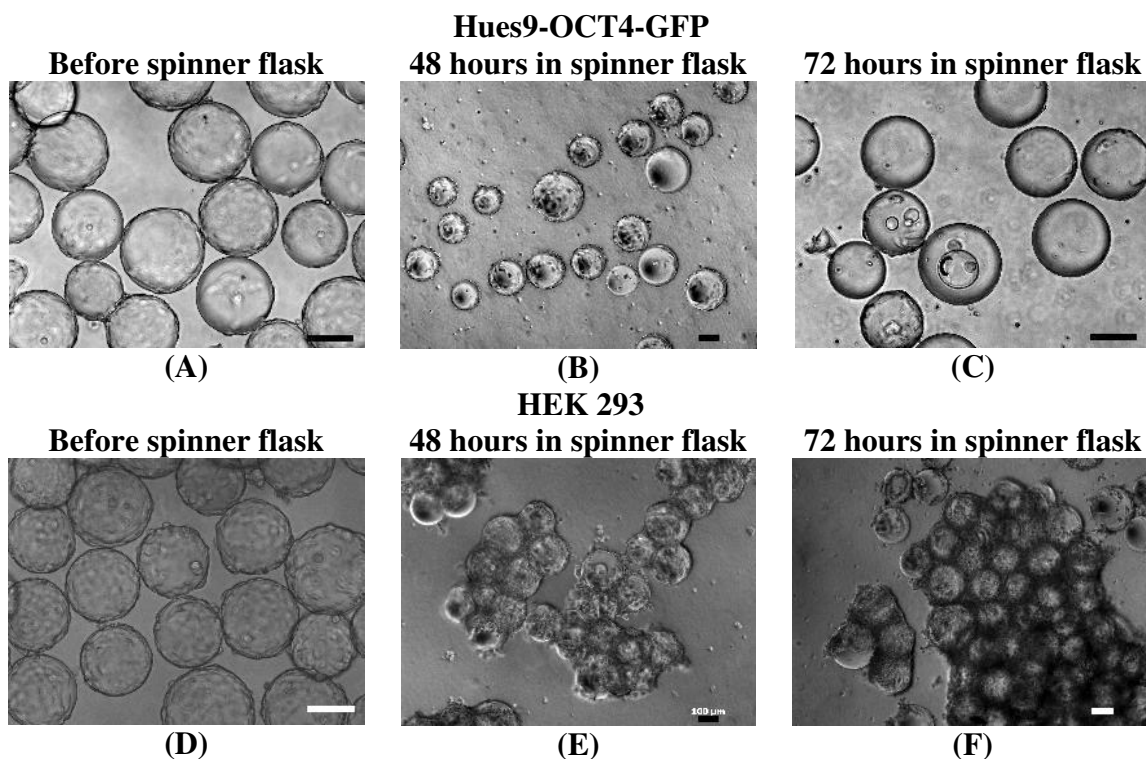 Hues9-OCT4-GFP
Before spinner flask 48 hours in spinner flask 72 hours in spinner flask
(A) (B) (C)
HEK 293
Before spinner flask 48 hours in spinner flask 72 hours in spinner flask
100 µm
(D) (E) (F)